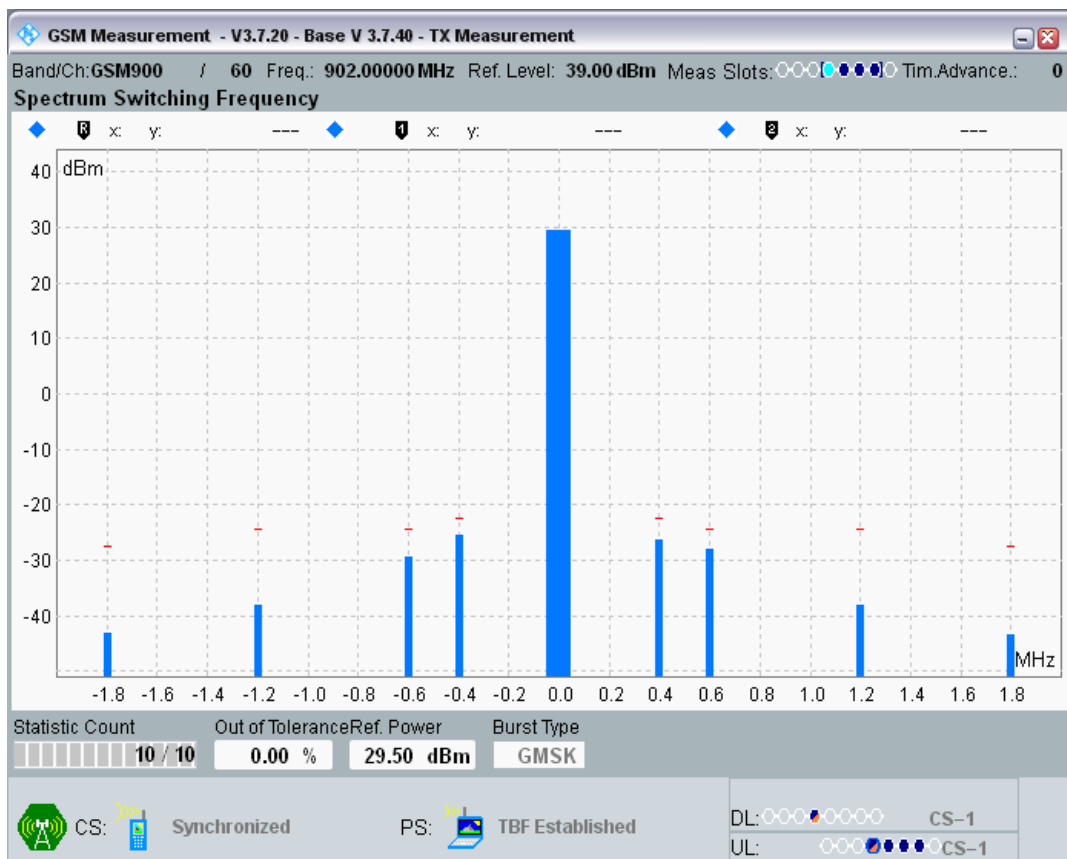 GSM Measurement - V3.7.20 - Base V 3.7.40 - TX Measurement
Band/Ch:GSM900 / 60 Freq.: 902.00000 MHz Ref. Level: 39.00 dBm Meas Slots: Tim.Advance.: 0
Spectrum Switching Frequency
R x: y: --- 1 x: y: --- 2 x: y: ---
dBm
40
30
20
10
0
-10
-20
-30
-40
MHz
-1.8 -1.6 -1.4 -1.2 -1.0 -0.8 -0.6 -0.4 -0.2 0.0 0.2 0.4 0.6 0.8 1.0 1.2 1.4 1.6 1.8
Statistic Count Out of Tolerance Ref. Power Burst Type
10 / 10 0.00 % 29.50 dBm GMSK
CS: Synchronized PS: TBF Established
DL: CS-1
UL: CS-1